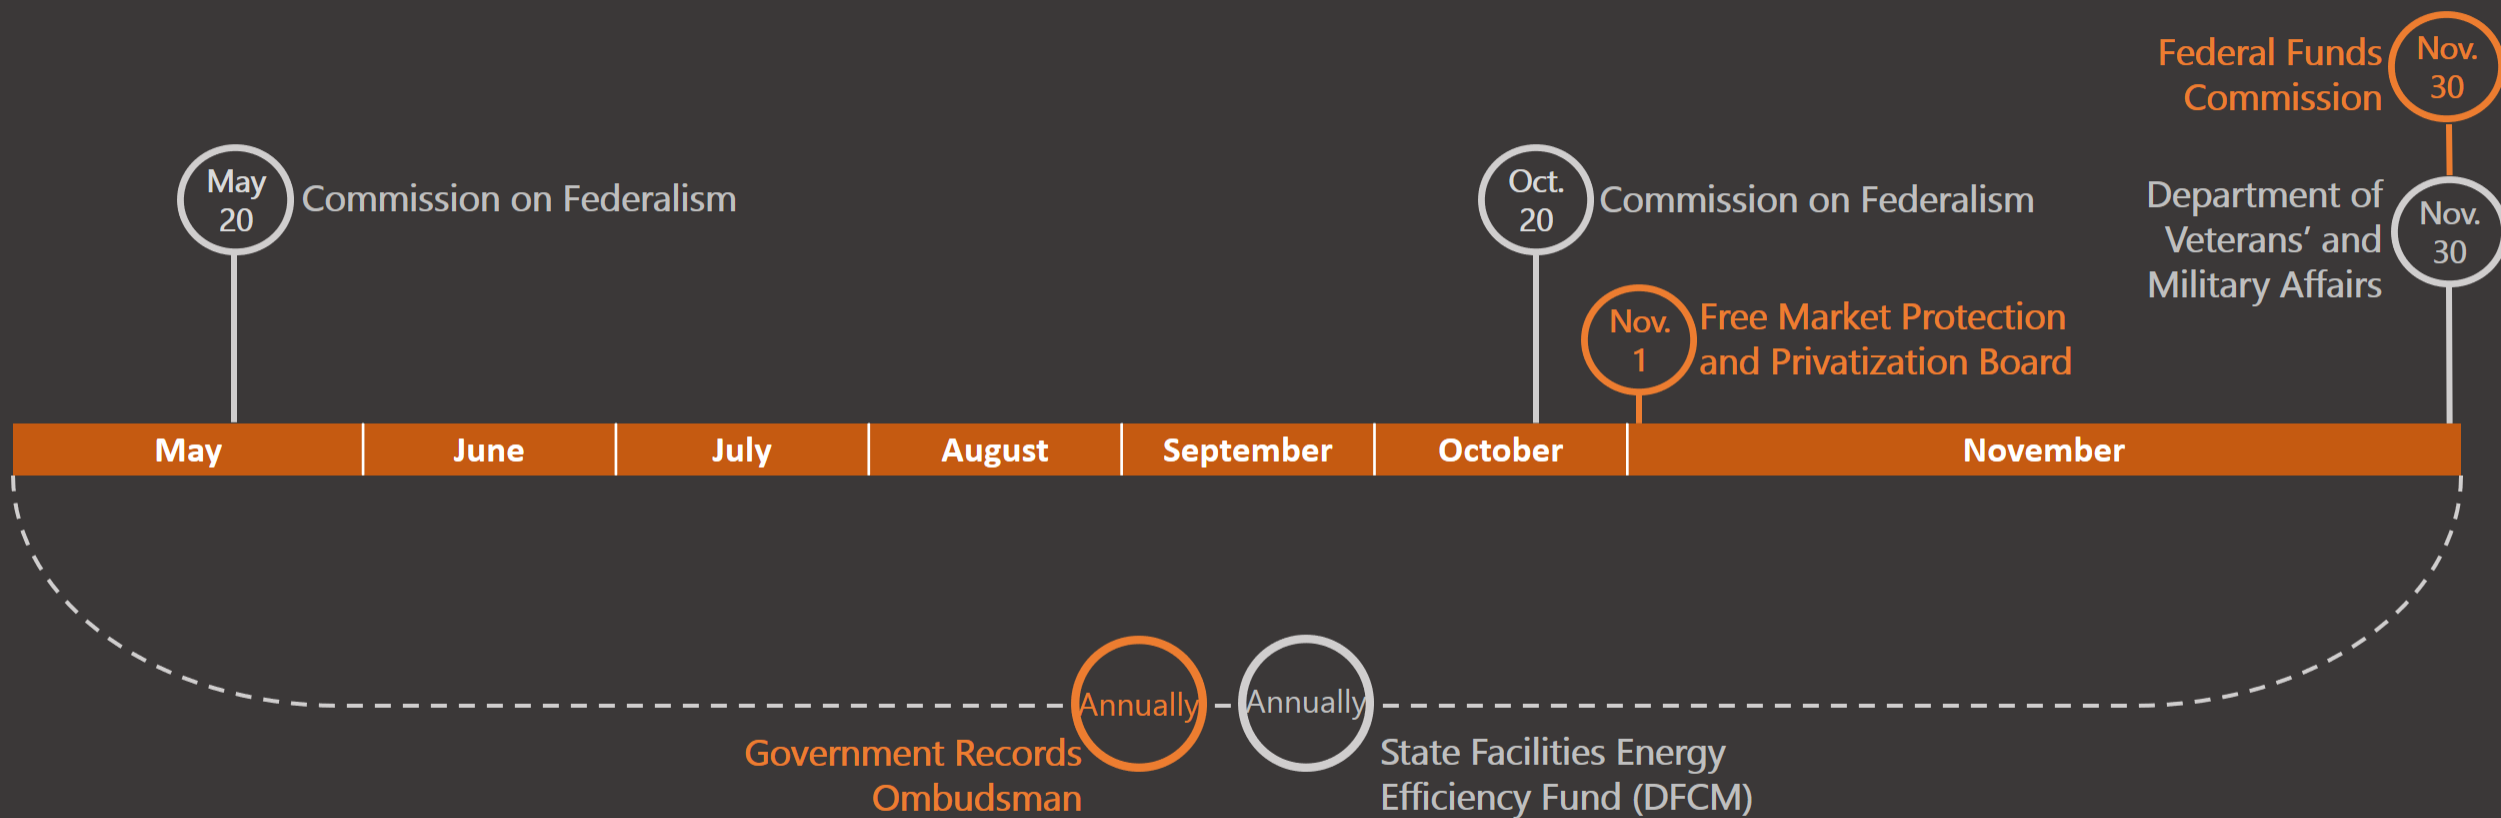 Federal Funds
Commission
Nov.
30
May
20
Commission on Federalism
Oct.
20
Commission on Federalism
Department of
Veterans’ and
Military Affairs
Nov.
30
Nov.
1
Free Market Protection
and Privatization Board
May
June
July
August
September
October
November
Annually
Annually
Government Records
Ombudsman
State Facilities Energy
Efficiency Fund (DFCM)